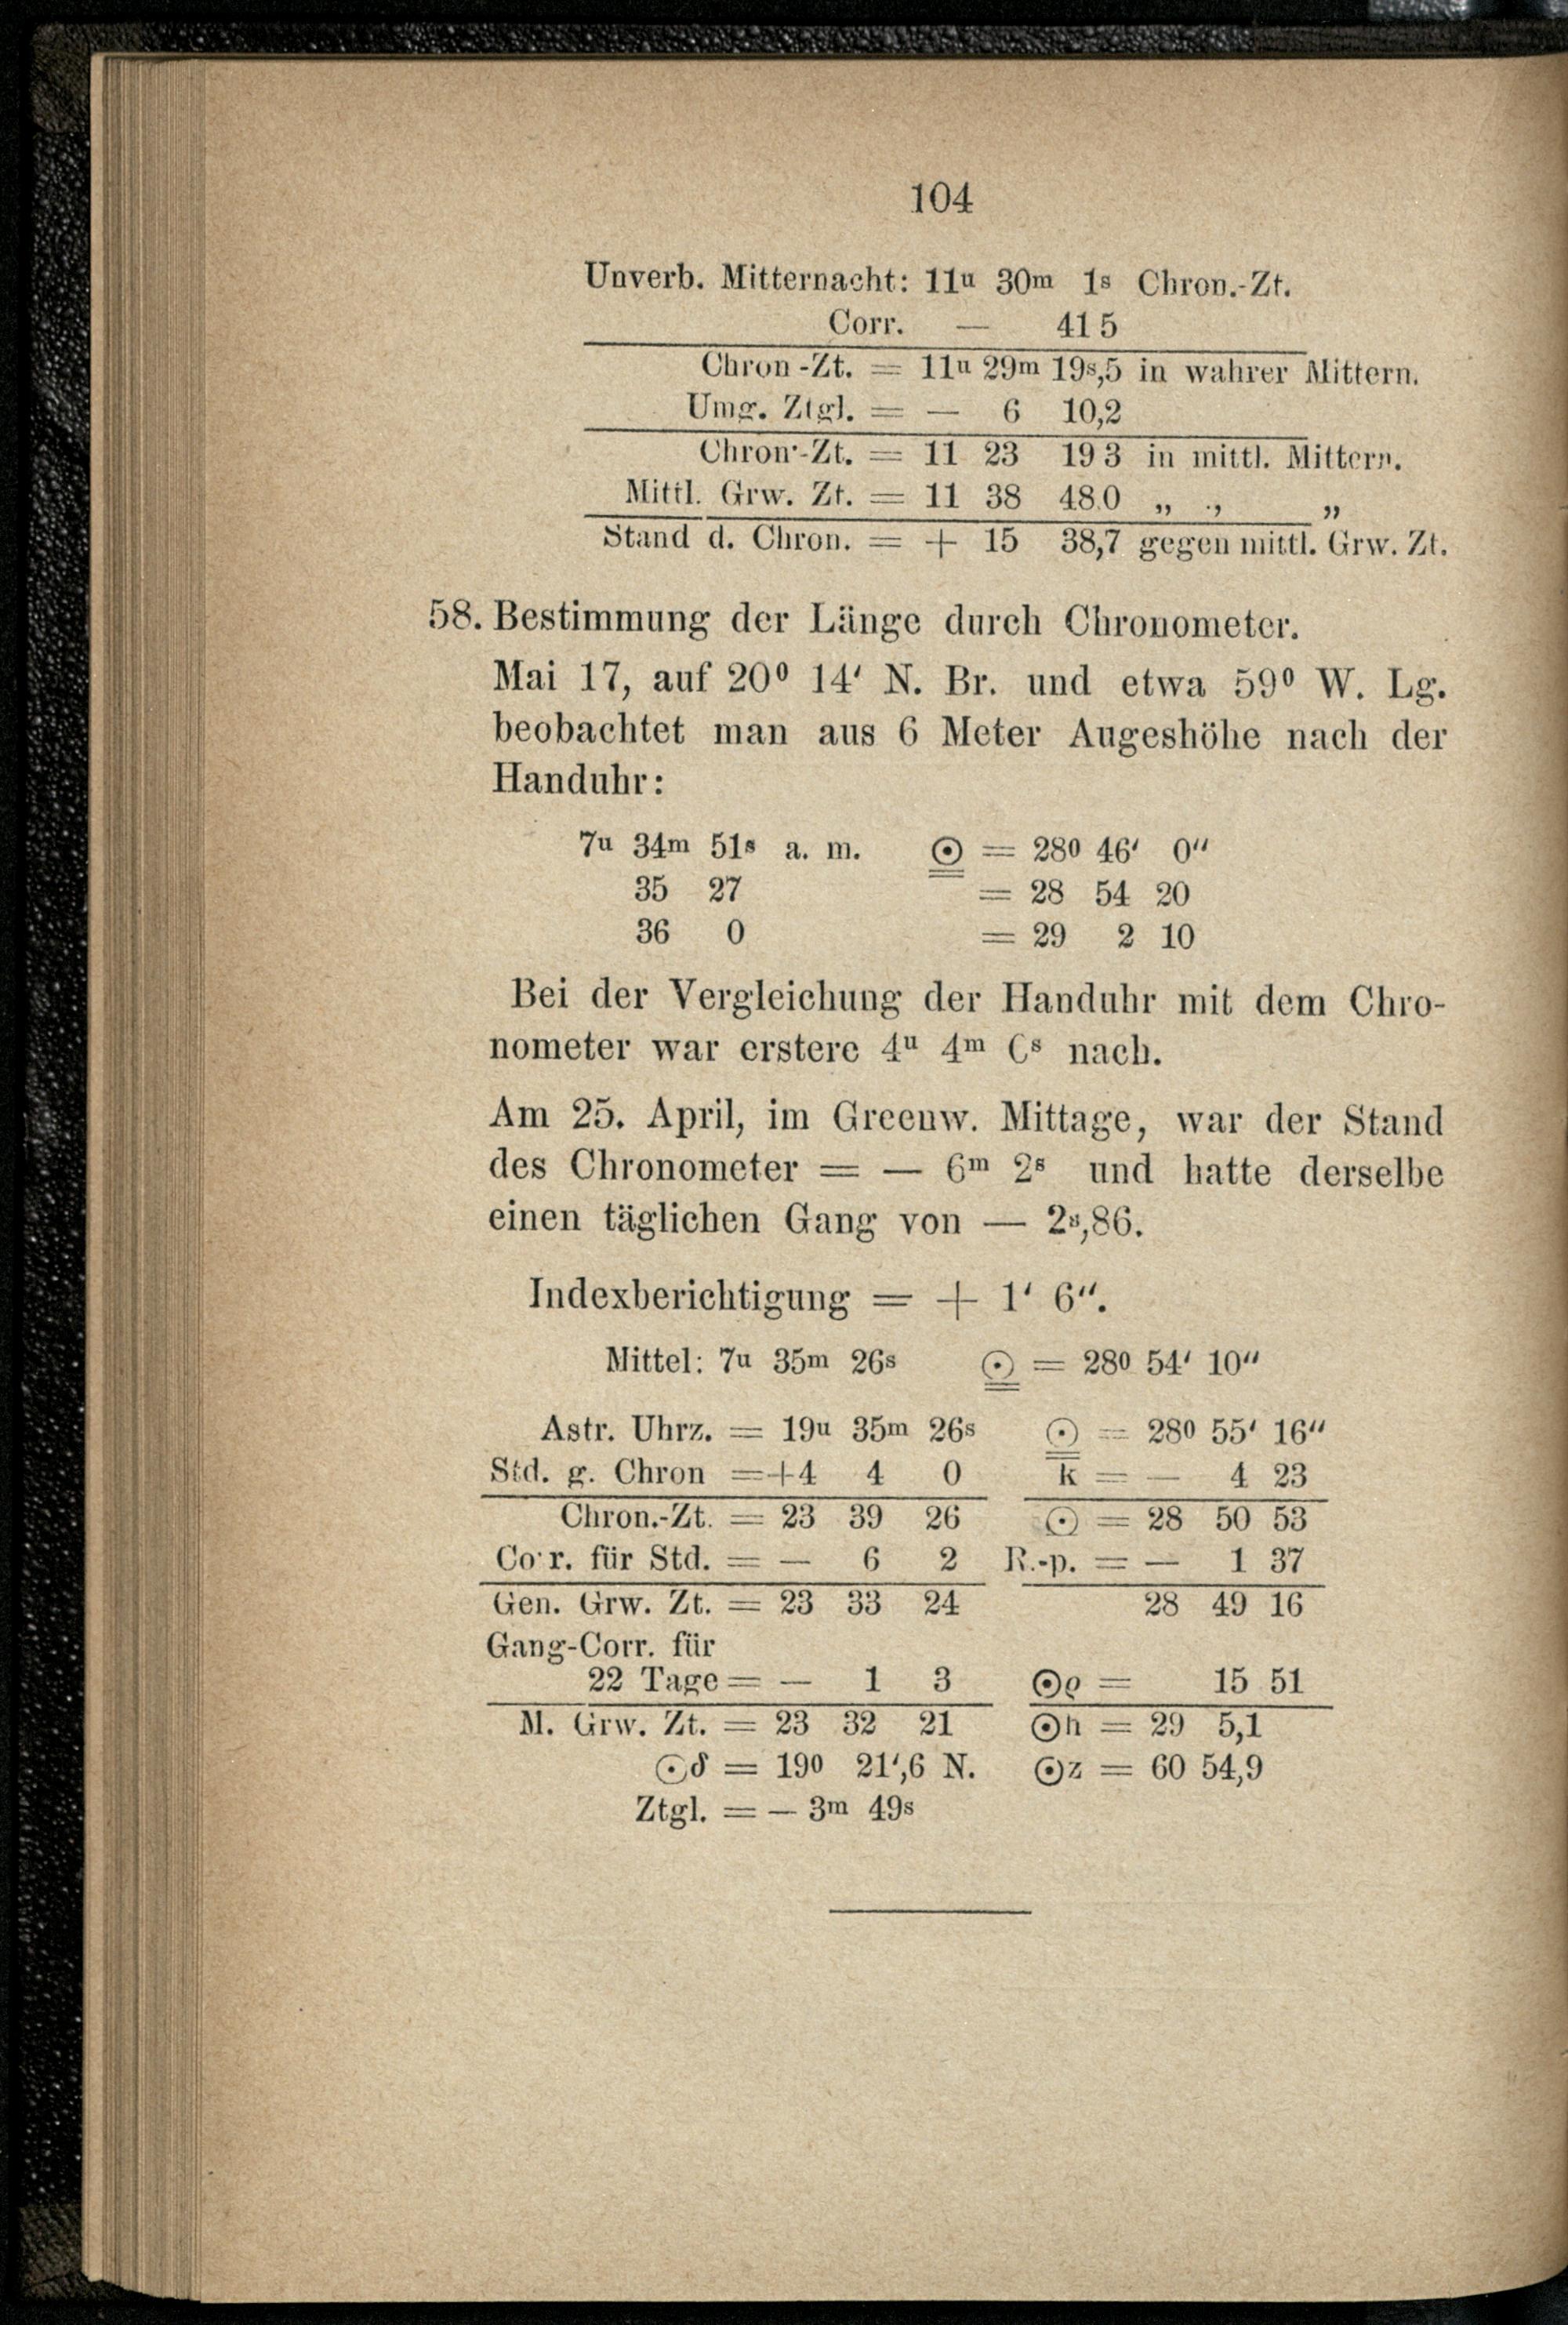 104
Unverb. Mitternacht: 11u 30m 1s Chron.-Zt.
Corr. — 41 5
Chron -Zt. = 11u 29m 19s,5 in wahrer Mittern.
Umg. Ztgl. = — 6 10,2
Chron.-Zt. = 11 23 19 3 in mittl. Mittern.
Mittl. Grw. Zt. = 11 38 48.0 „ „ „
Stand d. Chron. = + 15 38,7 gegen mittl. Grw. Zt.
58. Bestimmung der Länge durch Chronometer.
Mai 17, auf 20⁰ 14' N. Br. und etwa 59⁰ W. Lg.
beobachtet man aus 6 Meter Augeshöhe nach der
Handuhr:
7u 34m 51s a. m. ☉ = 28⁰ 46' 0"
35 27 = 28 54 20
36 0 = 29 2 10
Bei der Vergleichung der Handuhr mit dem Chro-
nometer war erstere 4u 4m 0s nach.
Am 25. April, im Greenw. Mittage, war der Stand
des Chronometer = — 6m 2s und hatte derselbe
einen täglichen Gang von — 2s,86.
Indexberichtigung = + 1' 6".
Mittel: 7u 35m 26s ☉ = 28⁰ 54' 10"
Astr. Uhrz. = 19u 35m 26s ☉ = 28⁰ 55' 16"
Std. g. Chron =+4 4 0 k = — 4 23
Chron.-Zt. = 23 39 26 ☉ = 28 50 53
Corr. für Std. = — 6 2 R.-p. = — 1 37
Gen. Grw. Zt. = 23 33 24 28 49 16
Gang-Corr. für
22 Tage = — 1 3 ☉ρ = 15 51
M. Grw. Zt. = 23 32 21 ☉h = 29 5,1
☉δ = 19⁰ 21',6 N. ☉z = 60 54,9
Ztgl. = — 3m 49s